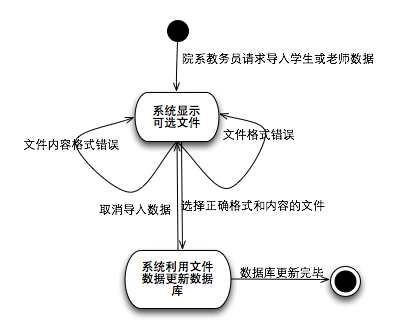 院系教务员请求导入学生或老师数据
系统显示
可选文件
文件格式错误
文件内容格式错误
取消导入数据
选择正确格式和内容的文件
系统利用文件
数据更新数据
库
数据库更新完毕